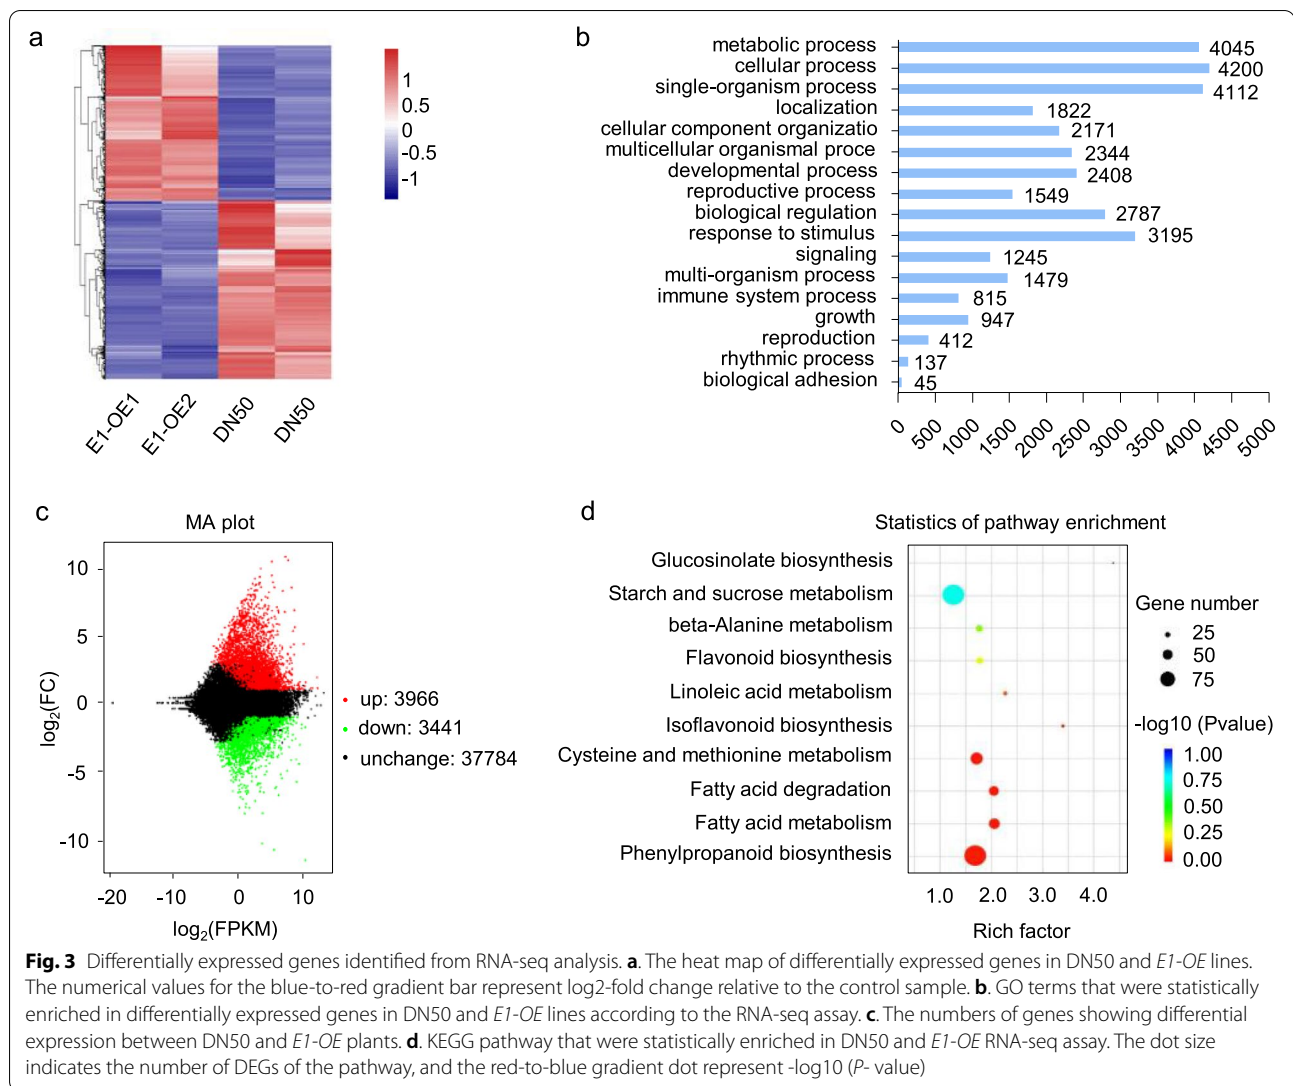 a
1
0.5
0
-0.5
-1
E1-OE1
E1-OE2
DN50
DN50
b
metabolic process 4045
cellular process 4200
single-organism process 4112
localization 1822
cellular component organizatio 2171
multicellular organismal proce 2344
developmental process 2408
reproductive process 1549
biological regulation 2787
response to stimulus 3195
signaling 1245
multi-organism process 1479
immune system process 815
growth 947
reproduction 412
rhythmic process 137
biological adhesion 45
0 500 1000 1500 2000 2500 3000 3500 4000 4500 5000
c
MA plot
log2(FC)
10
5
0
-5
-10
-20 -10 0 10
log2(FPKM)
up: 3966
down: 3441
unchange: 37784
d
Statistics of pathway enrichment
Glucosinolate biosynthesis
Starch and sucrose metabolism
beta-Alanine metabolism
Flavonoid biosynthesis
Linoleic acid metabolism
Isoflavonoid biosynthesis
Cysteine and methionine metabolism
Fatty acid degradation
Fatty acid metabolism
Phenylpropanoid biosynthesis
1.0 2.0 3.0 4.0
Rich factor
Gene number
25
50
75
-log10 (Pvalue)
1.00
0.75
0.50
0.25
0.00
Fig. 3 Differentially expressed genes identified from RNA-seq analysis. a. The heat map of differentially expressed genes in DN50 and E1-OE lines.
The numerical values for the blue-to-red gradient bar represent log2-fold change relative to the control sample. b. GO terms that were statistically
enriched in differentially expressed genes in DN50 and E1-OE lines according to the RNA-seq assay. c. The numbers of genes showing differential
expression between DN50 and E1-OE plants. d. KEGG pathway that were statistically enriched in DN50 and E1-OE RNA-seq assay. The dot size
indicates the number of DEGs of the pathway, and the red-to-blue gradient dot represent -log10 (P- value)